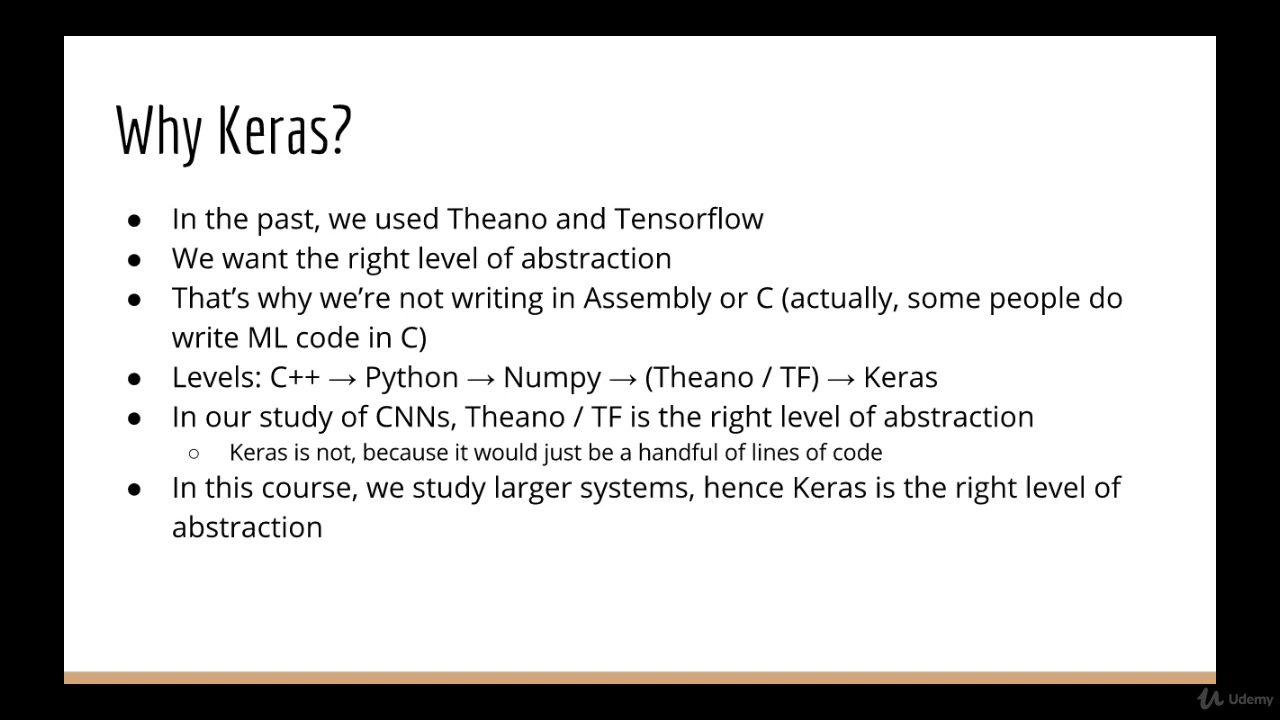 Why Keras?
● In the past, we used Theano and Tensorflow
● We want the right level of abstraction
● That’s why we’re not writing in Assembly or C (actually, some people do
write ML code in C)
● Levels: C++ → Python → Numpy → (Theano / TF) → Keras
● In our study of CNNs, Theano / TF is the right level of abstraction
○ Keras is not, because it would just be a handful of lines of code
● In this course, we study larger systems, hence Keras is the right level of
abstraction
Udemy